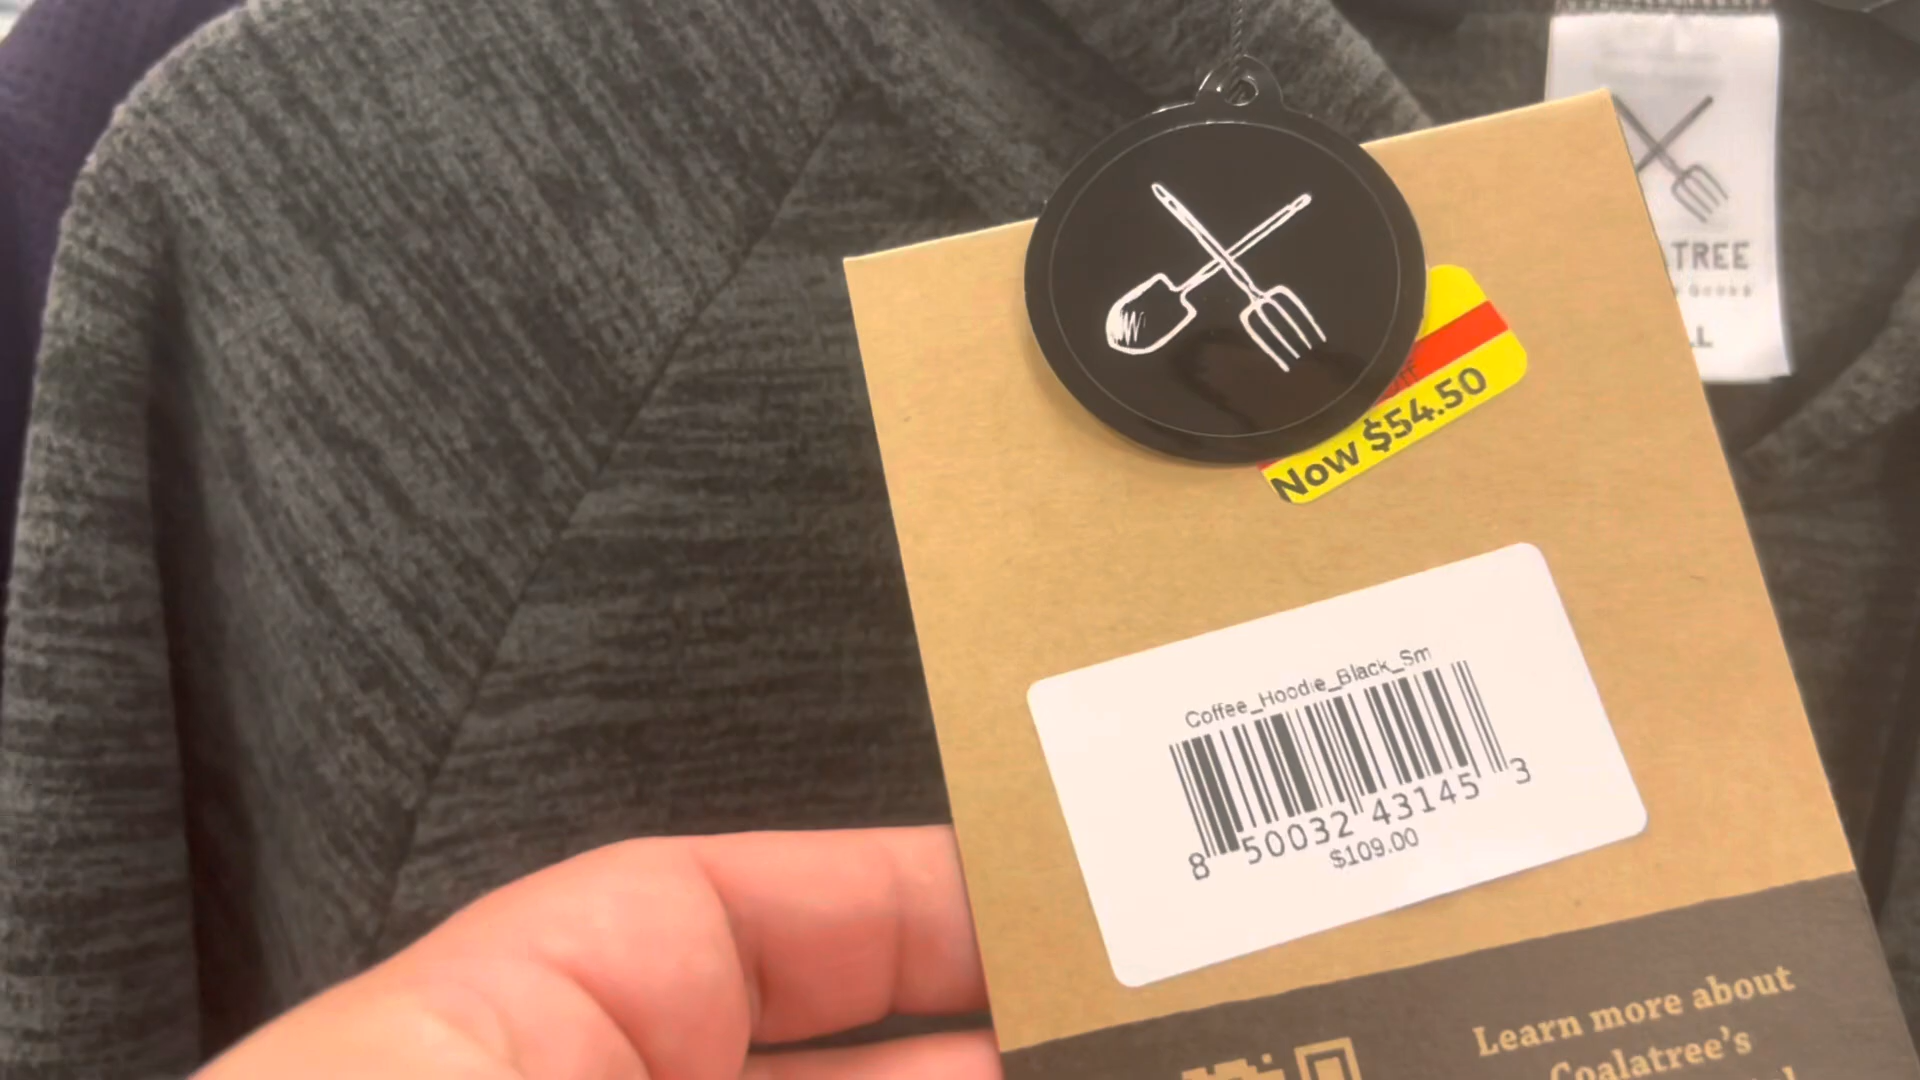 TREE
Now $54.50
Coffee_Hoodie_Black_Sm
8 50032 43145 3
$109.00
Learn more about
Coalatree's